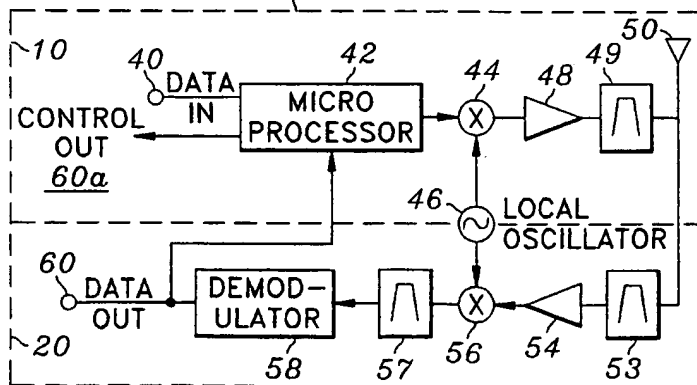 10
40
DATA
IN
42
MICRO
PROCESSOR
44
X
48
49
50
CONTROL
OUT
60a
46
LOCAL
OSCILLATOR
60
DATA
OUT
DEMOD-
ULATOR
58
57
X
56
54
53
20